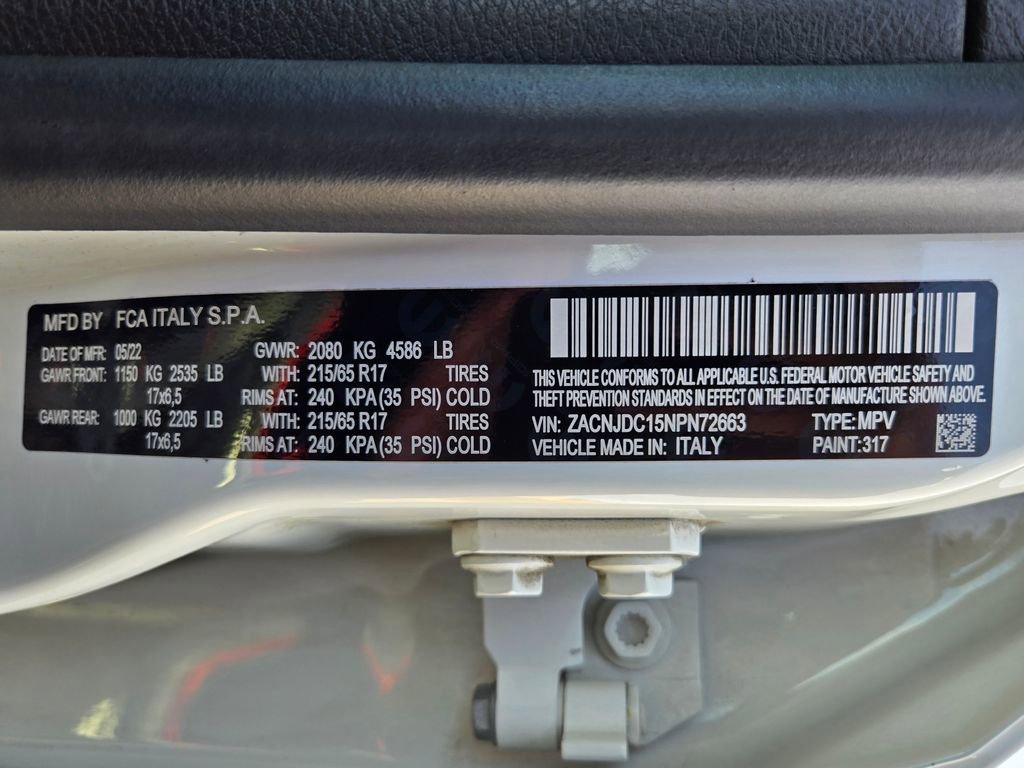 MFD BY FCA ITALY S.P.A.
DATE OF MFR: 05/22 GVWR: 2080 KG 4586 LB
GAWR FRONT: 1150 KG 2535 LB WITH: 215/65 R17 TIRES
17x6,5 RIMS AT: 240 KPA (35 PSI) COLD
GAWR REAR: 1000 KG 2205 LB WITH: 215/65 R17 TIRES
17x6,5 RIMS AT: 240 KPA (35 PSI) COLD
THIS VEHICLE CONFORMS TO ALL APPLICABLE U.S. FEDERAL MOTOR VEHICLE SAFETY AND
THEFT PREVENTION STANDARDS IN EFFECT ON THE DATE OF MANUFACTURE SHOWN ABOVE.
VIN: ZACNJDC15NPN72663 TYPE: MPV
VEHICLE MADE IN: ITALY PAINT: 317